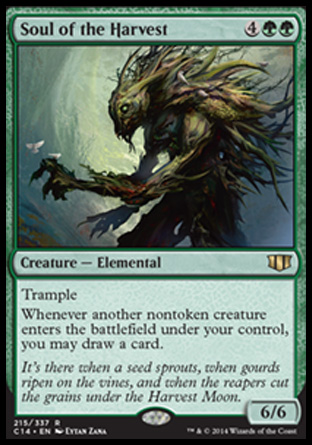 Soul of the Harvest 4
Creature — Elemental
Trample
Whenever another nontoken creature
enters the battlefield under your control,
you may draw a card.
It's there when a seed sprouts, when gourds
ripen on the vines, and when the reapers cut
the grains under the Harvest Moon.
6/6
215/337 R
C14 • EN Eytan Zana
™ & © 2014 Wizards of the Coast